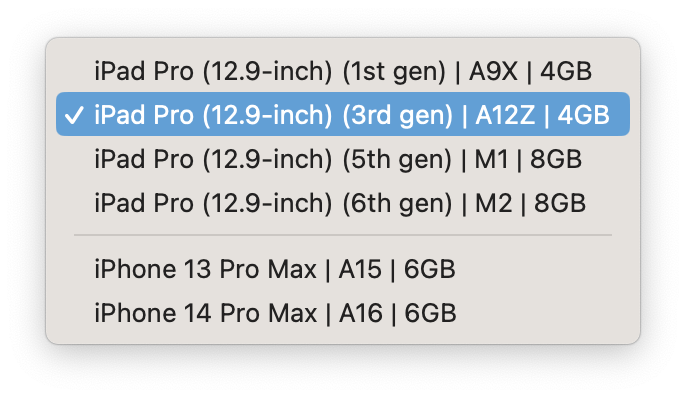 iPad Pro (12.9-inch) (1st gen) | A9X | 4GB
✓ iPad Pro (12.9-inch) (3rd gen) | A12Z | 4GB
iPad Pro (12.9-inch) (5th gen) | M1 | 8GB
iPad Pro (12.9-inch) (6th gen) | M2 | 8GB
iPhone 13 Pro Max | A15 | 6GB
iPhone 14 Pro Max | A16 | 6GB